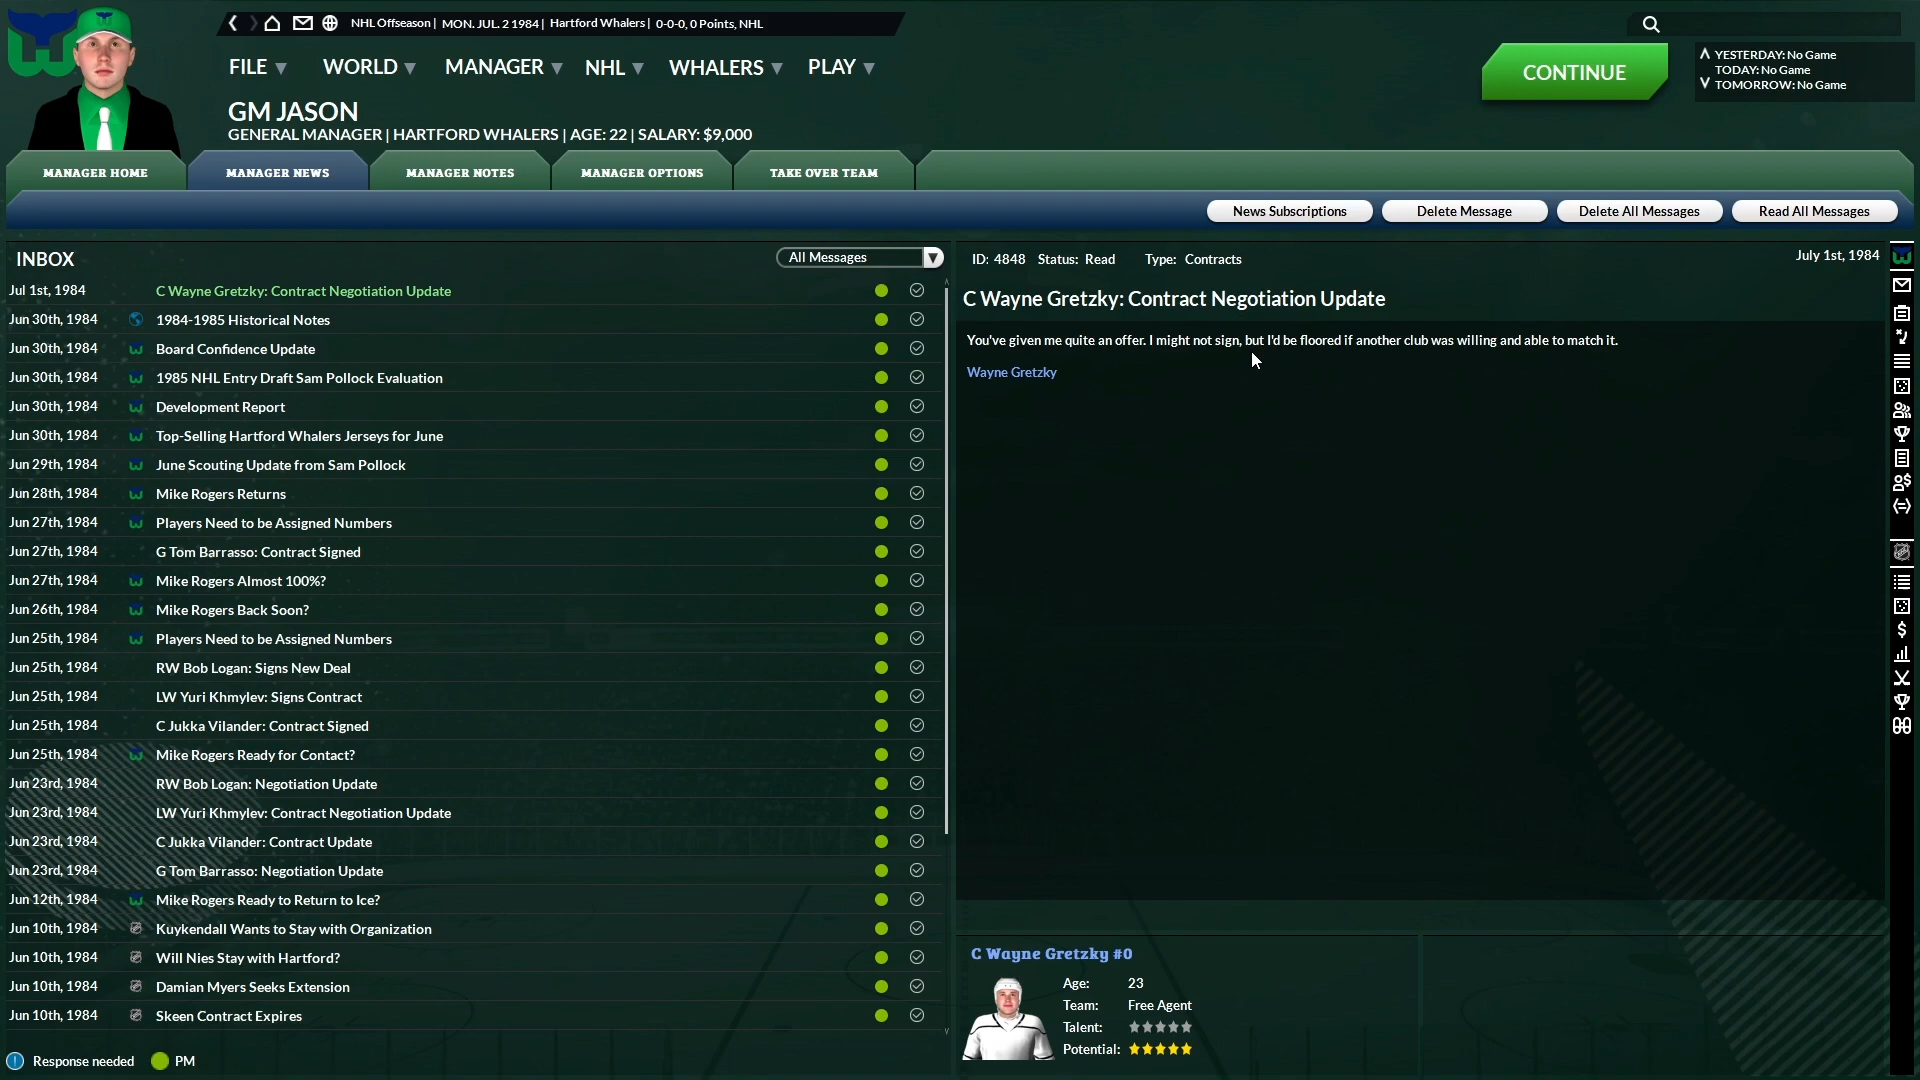 NHL Offseason | MON. JUL. 2 1984 | Hartford Whalers | 0-0-0, 0 Points, NHL
FILE WORLD MANAGER NHL WHALERS PLAY
CONTINUE
YESTERDAY: No Game
TODAY: No Game
TOMORROW: No Game
GM JASON
GENERAL MANAGER | HARTFORD WHALERS | AGE: 22 | SALARY: $9,000
MANAGER HOME MANAGER NEWS MANAGER NOTES MANAGER OPTIONS TAKE OVER TEAM
News Subscriptions Delete Message Delete All Messages Read All Messages
INBOX All Messages
Jul 1st, 1984 C Wayne Gretzky: Contract Negotiation Update
Jun 30th, 1984 1984-1985 Historical Notes
Jun 30th, 1984 Board Confidence Update
Jun 30th, 1984 1985 NHL Entry Draft Sam Pollock Evaluation
Jun 30th, 1984 Development Report
Jun 30th, 1984 Top-Selling Hartford Whalers Jerseys for June
Jun 29th, 1984 June Scouting Update from Sam Pollock
Jun 28th, 1984 Mike Rogers Returns
Jun 27th, 1984 Players Need to be Assigned Numbers
Jun 27th, 1984 G Tom Barrasso: Contract Signed
Jun 27th, 1984 Mike Rogers Almost 100%?
Jun 26th, 1984 Mike Rogers Back Soon?
Jun 25th, 1984 Players Need to be Assigned Numbers
Jun 25th, 1984 RW Bob Logan: Signs New Deal
Jun 25th, 1984 LW Yuri Khmylev: Signs Contract
Jun 25th, 1984 C Jukka Vilander: Contract Signed
Jun 25th, 1984 Mike Rogers Ready for Contact?
Jun 23rd, 1984 RW Bob Logan: Negotiation Update
Jun 23rd, 1984 LW Yuri Khmylev: Contract Negotiation Update
Jun 23rd, 1984 C Jukka Vilander: Contract Update
Jun 23rd, 1984 G Tom Barrasso: Negotiation Update
Jun 12th, 1984 Mike Rogers Ready to Return to Ice?
Jun 10th, 1984 Kuykendall Wants to Stay with Organization
Jun 10th, 1984 Will Nies Stay with Hartford?
Jun 10th, 1984 Damian Myers Seeks Extension
Jun 10th, 1984 Skeen Contract Expires
Response needed PM
ID: 4848 Status: Read Type: Contracts July 1st, 1984
C Wayne Gretzky: Contract Negotiation Update
You've given me quite an offer. I might not sign, but I'd be floored if another club was willing and able to match it.
Wayne Gretzky
C Wayne Gretzky #0
Age: 23
Team: Free Agent
Talent:
Potential: